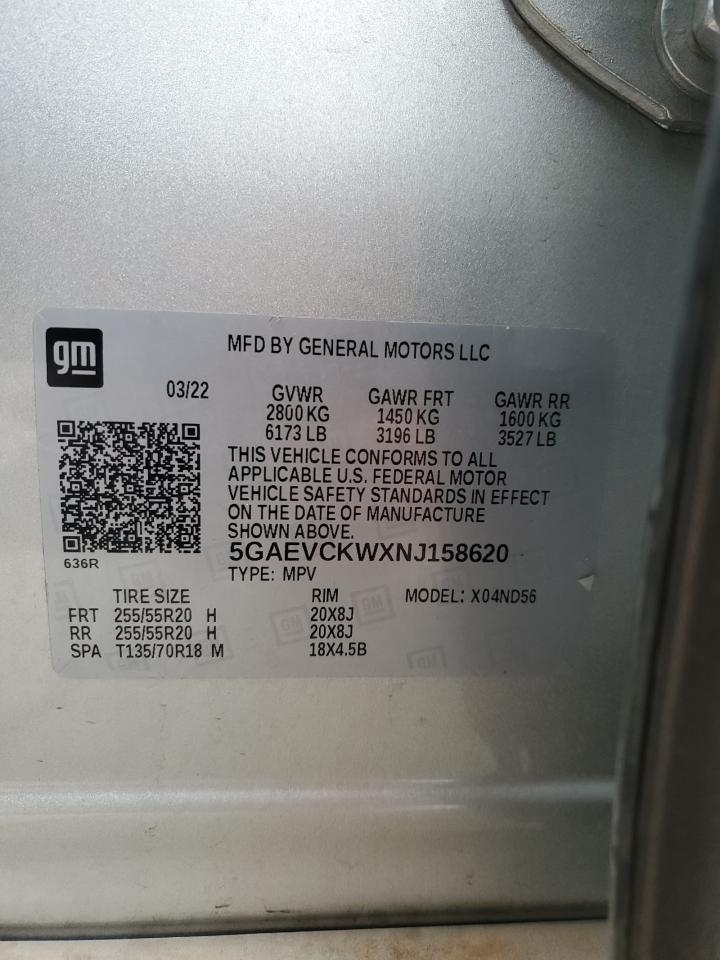 gm
MFD BY GENERAL MOTORS LLC
03/22 GVWR GAWR FRT GAWR RR
2800 KG 1450 KG 1600 KG
6173 LB 3196 LB 3527 LB
THIS VEHICLE CONFORMS TO ALL
APPLICABLE U.S. FEDERAL MOTOR
VEHICLE SAFETY STANDARDS IN EFFECT
ON THE DATE OF MANUFACTURE
SHOWN ABOVE.
5GAEVCKWXNJ158620
636R
TYPE: MPV
TIRE SIZE RIM MODEL: X04ND56
FRT 255/55R20 H 20X8J
RR 255/55R20 H 20X8J
SPA T135/70R18 M 18X4.5B